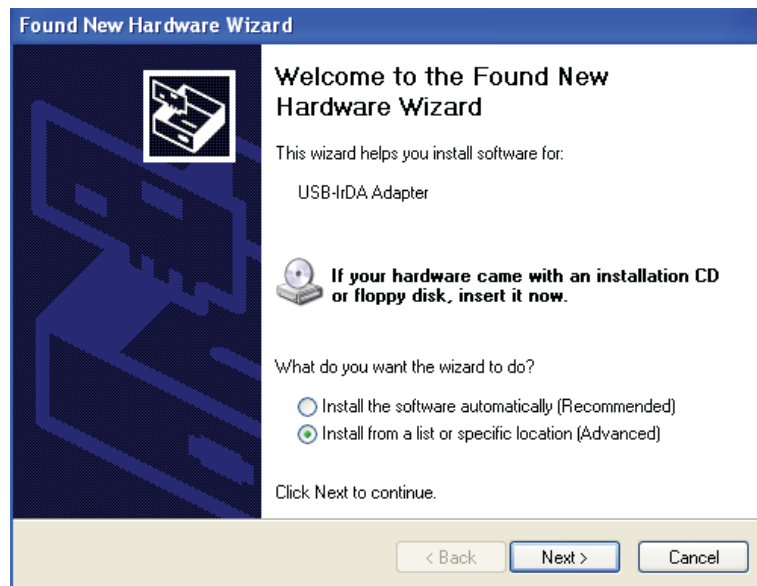 Found New Hardware Wizard
Welcome to the Found New
Hardware Wizard
This wizard helps you install software for:
USB-IrDA Adapter
If your hardware came with an installation CD
or floppy disk, insert it now.
What do you want the wizard to do?
Install the software automatically (Recommended)
Install from a list or specific location (Advanced)
Click Next to continue.
< Back Next > Cancel